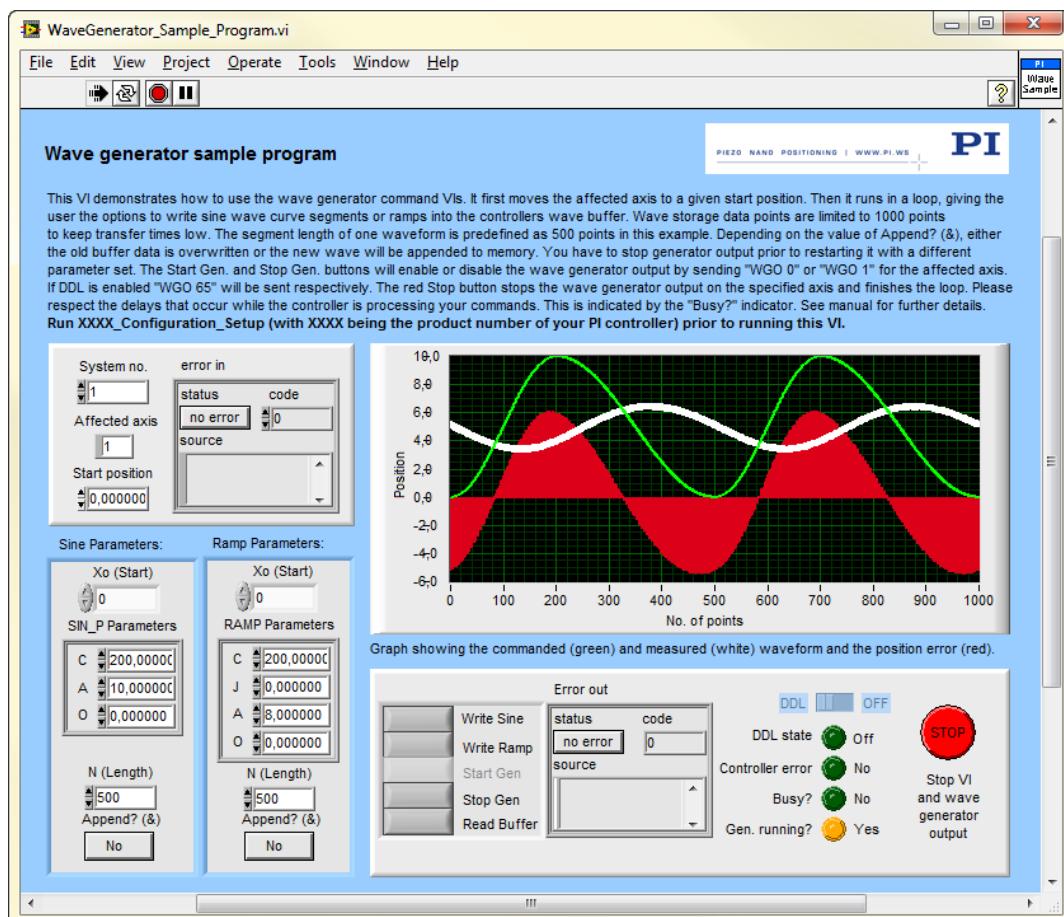 WaveGenerator_Sample_Program.vi
File Edit View Project Operate Tools Window Help
PI
Wave
Sample
Wave generator sample program
PIEZO NANO POSITIONING | WWW.PI.WS
PI
This VI demonstrates how to use the wave generator command VIs. It first moves the affected axis to a given start position. Then it runs in a loop, giving the
user the options to write sine wave curve segments or ramps into the controllers wave buffer. Wave storage data points are limited to 1000 points
to keep transfer times low. The segment length of one waveform is predefined as 500 points in this example. Depending on the value of Append? (&), either
the old buffer data is overwritten or the new wave will be appended to memory. You have to stop generator output prior to restarting it with a different
parameter set. The Start Gen. and Stop Gen. buttons will enable or disable the wave generator output by sending "WGO 0" or "WGO 1" for the affected axis.
If DDL is enabled "WGO 65" will be sent respectively. The red Stop button stops the wave generator output on the specified axis and finishes the loop. Please
respect the delays that occur while the controller is processing your commands. This is indicated by the "Busy?" indicator. See manual for further details.
Run XXXX_Configuration_Setup (with XXXX being the product number of your PI controller) prior to running this VI.
System no.
1
Affected axis
1
Start position
0,000000
error in
status code
no error 0
source
Sine Parameters:
Xo (Start)
0
SIN_P Parameters
C 200,0000
A 10,00000
O 0,000000
N (Length)
500
Append? (&)
No
Ramp Parameters:
Xo (Start)
0
RAMP Parameters
C 200,0000
J 0,000000
A 8,000000
O 0,000000
N (Length)
500
Append? (&)
No
Position
10,0
8,0
6,0
4,0
2,0
0,0
-2,0
-4,0
-6,0
0 100 200 300 400 500 600 700 800 900 1000
No. of points
Graph showing the commanded (green) and measured (white) waveform and the position error (red).
Write Sine
Write Ramp
Start Gen
Stop Gen
Read Buffer
Error out
status code
no error 0
source
DDL OFF
DDL state Off
Controller error No
Busy? No
Gen. running? Yes
STOP
Stop VI
and wave
generator
output